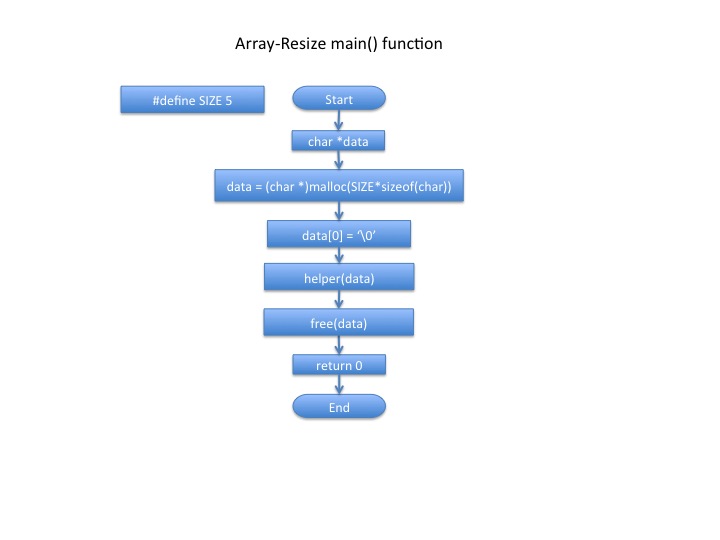 Array-Resize main() function
#define SIZE 5
Start
char *data
data = (char *)malloc(SIZE*sizeof(char))
data[0] = ‘\0’
helper(data)
free(data)
return 0
End